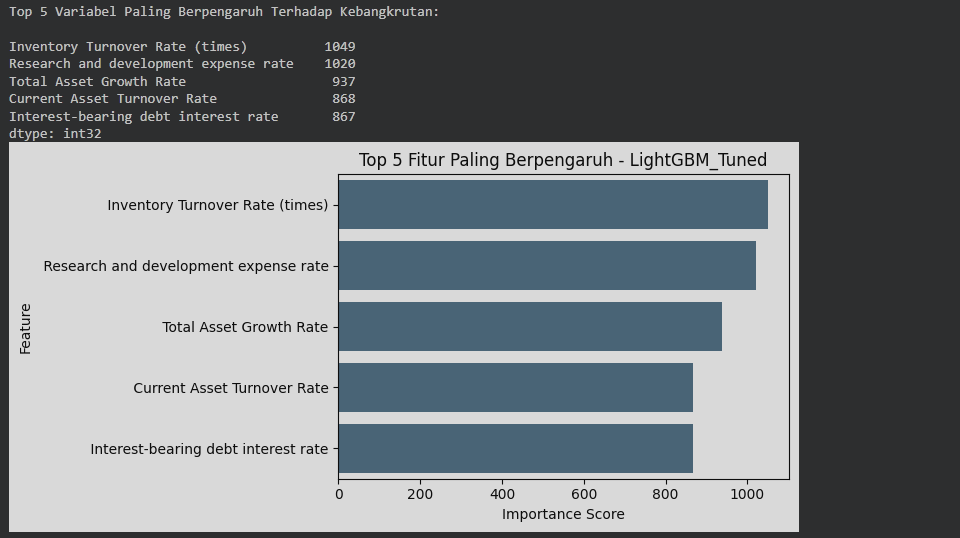 Top 5 Variabel Paling Berpengaruh Terhadap Kebangkrutan:
Inventory Turnover Rate (times) 1049
Research and development expense rate 1020
Total Asset Growth Rate 937
Current Asset Turnover Rate 868
Interest-bearing debt interest rate 867
dtype: int32
Top 5 Fitur Paling Berpengaruh - LightGBM_Tuned
Inventory Turnover Rate (times)
Research and development expense rate
Total Asset Growth Rate
Current Asset Turnover Rate
Interest-bearing debt interest rate
Feature
0 200 400 600 800 1000
Importance Score